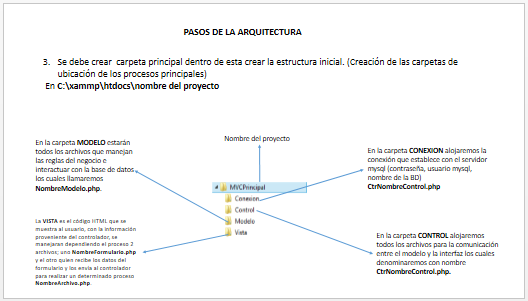 PASOS DE LA ARQUITECTURA
3. Se debe crear carpeta principal dentro de esta crear la estructura inicial. (Creación de las carpetas de
ubicación de los procesos principales)
En C:\xammp\htdocs\nombre del proyecto
Nombre del proyecto
En la carpeta MODELO estarán
todos los archivos que manejan
las reglas del negocio e
interactuar con la base de datos
los cuales llamaremos
NombreModelo.php.
En la carpeta CONEXION alojaremos la
conexión que establece con el servidor
mysql (contraseña, usuario mysql,
nombre de la BD)
CtrNombreControl.php
MVCPrincipal
Conexion
Control
Modelo
Vista
La VISTA es el código HTML que se
muestra al usuario, con la información
proveniente del controlador, se
manejaran dependiendo el proceso 2
archivos; uno NombreFormulario.php
y el otro quien recibe los datos del
formulario y los envía al controlador
para realizar un determinado proceso
NombreArchivo.php.
En la carpeta CONTROL alojaremos
todos los archivos para la comunicación
entre el modelo y la interfaz los cuales
denominaremos con nombre
CtrNombreControl.php.